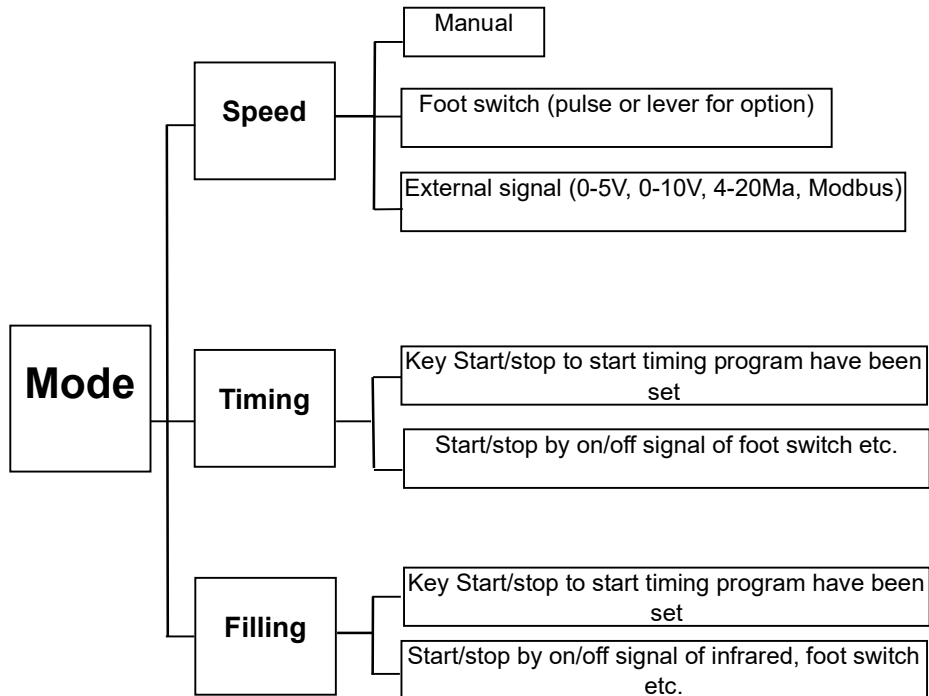 Mode
Speed
Manual
Foot switch (pulse or lever for option)
External signal (0-5V, 0-10V, 4-20Ma, Modbus)
Timing
Key Start/stop to start timing program have been
set
Start/stop by on/off signal of foot switch etc.
Filling
Key Start/stop to start timing program have been
set
Start/stop by on/off signal of infrared, foot switch
etc.